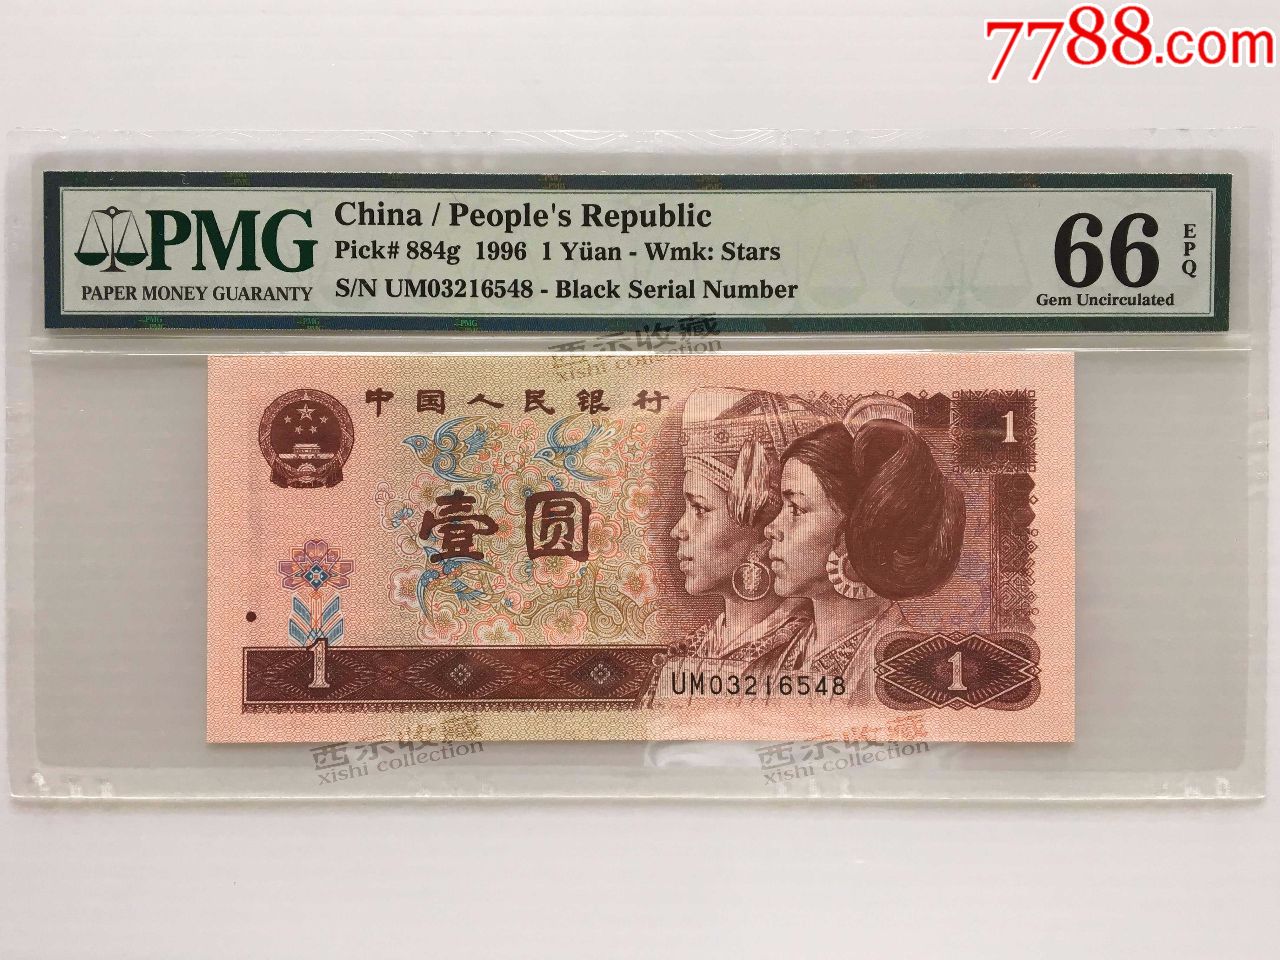 7788.com
PMG
PAPER MONEY GUARANTY
China / People's Republic
Pick# 884g 1996 1 Yüan - Wmk: Stars
S/N UM03216548 - Black Serial Number
66
EPQ
Gem Uncirculated
西示收藏
xishi collection
中国人民银行
1
壹圆
1
UM03216548
1
西示收藏
xishi collection
西示收藏
xishi collection